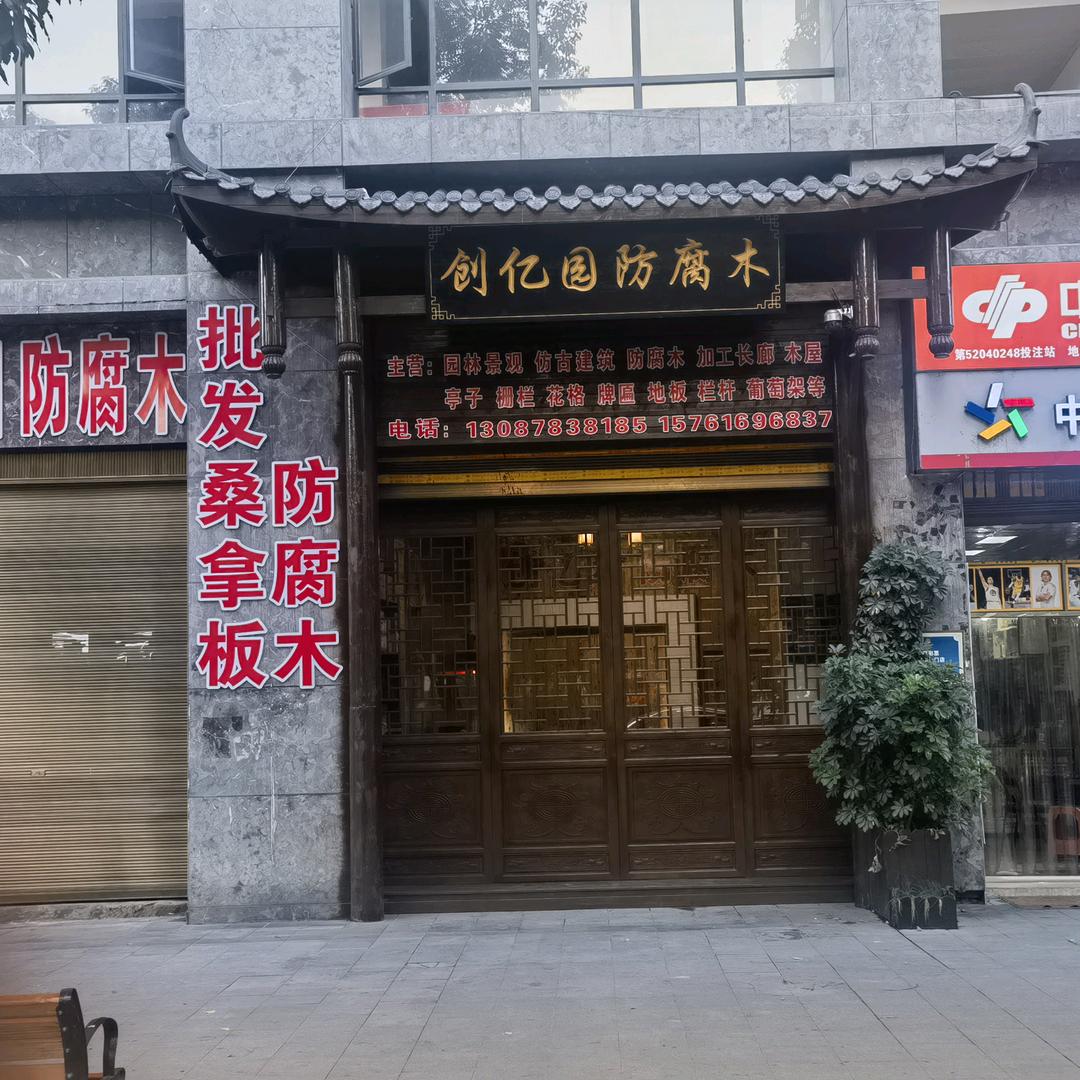 创亿园防腐木
主营：园林景观 仿古建筑 防腐木 加工长廊 木屋
亭子 栅栏 花格 牌匾 地板 栏杆 葡萄架等
电话：13087838185 15761696837
防腐木
批发桑拿板
防腐木
中
第52040248投注站
中